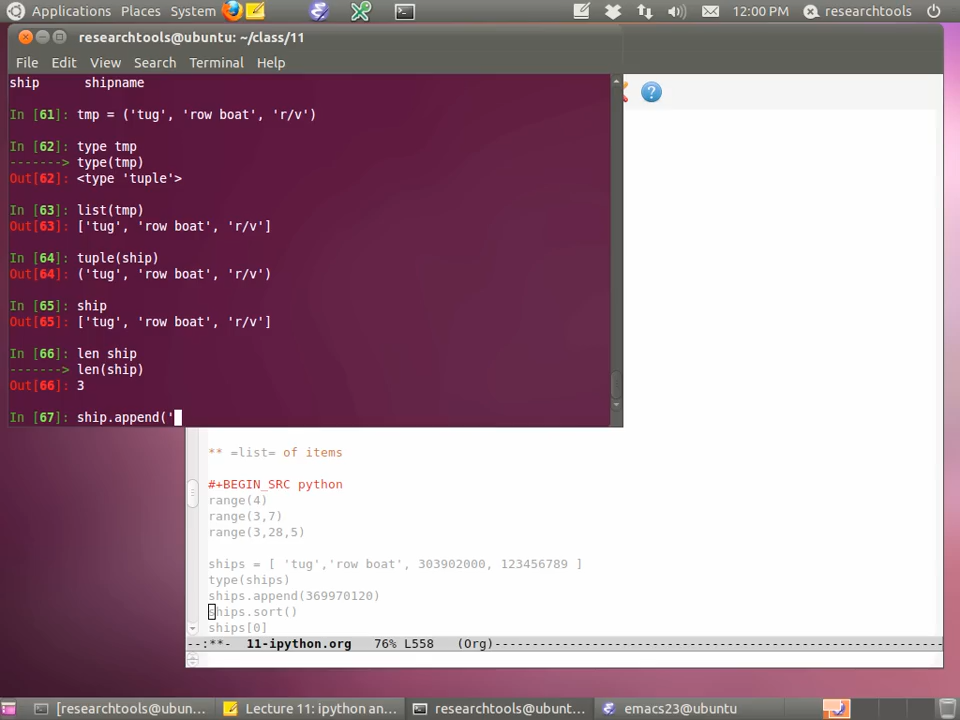 Applications Places System 12:00 PM researchtools
researchtools@ubuntu: ~/class/11
File Edit View Search Terminal Help
ship shipname
In [61]: tmp = ('tug', 'row boat', 'r/v')
In [62]: type tmp
-------> type(tmp)
Out[62]: <type 'tuple'>
In [63]: list(tmp)
Out[63]: ['tug', 'row boat', 'r/v']
In [64]: tuple(ship)
Out[64]: ('tug', 'row boat', 'r/v')
In [65]: ship
Out[65]: ['tug', 'row boat', 'r/v']
In [66]: len ship
-------> len(ship)
Out[66]: 3
In [67]: ship.append('
** =list= of items
#+BEGIN_SRC python
range(4)
range(3,7)
range(3,28,5)
ships = [ 'tug','row boat', 303902000, 123456789 ]
type(ships)
ships.append(369970120)
ships.sort()
ships[0]
--:**- 11-ipython.org 76% L558 (Org)--------------------------------------------------
[researchtools@ubun... Lecture 11: ipython an... researchtools@ubunt... emacs23@ubuntu